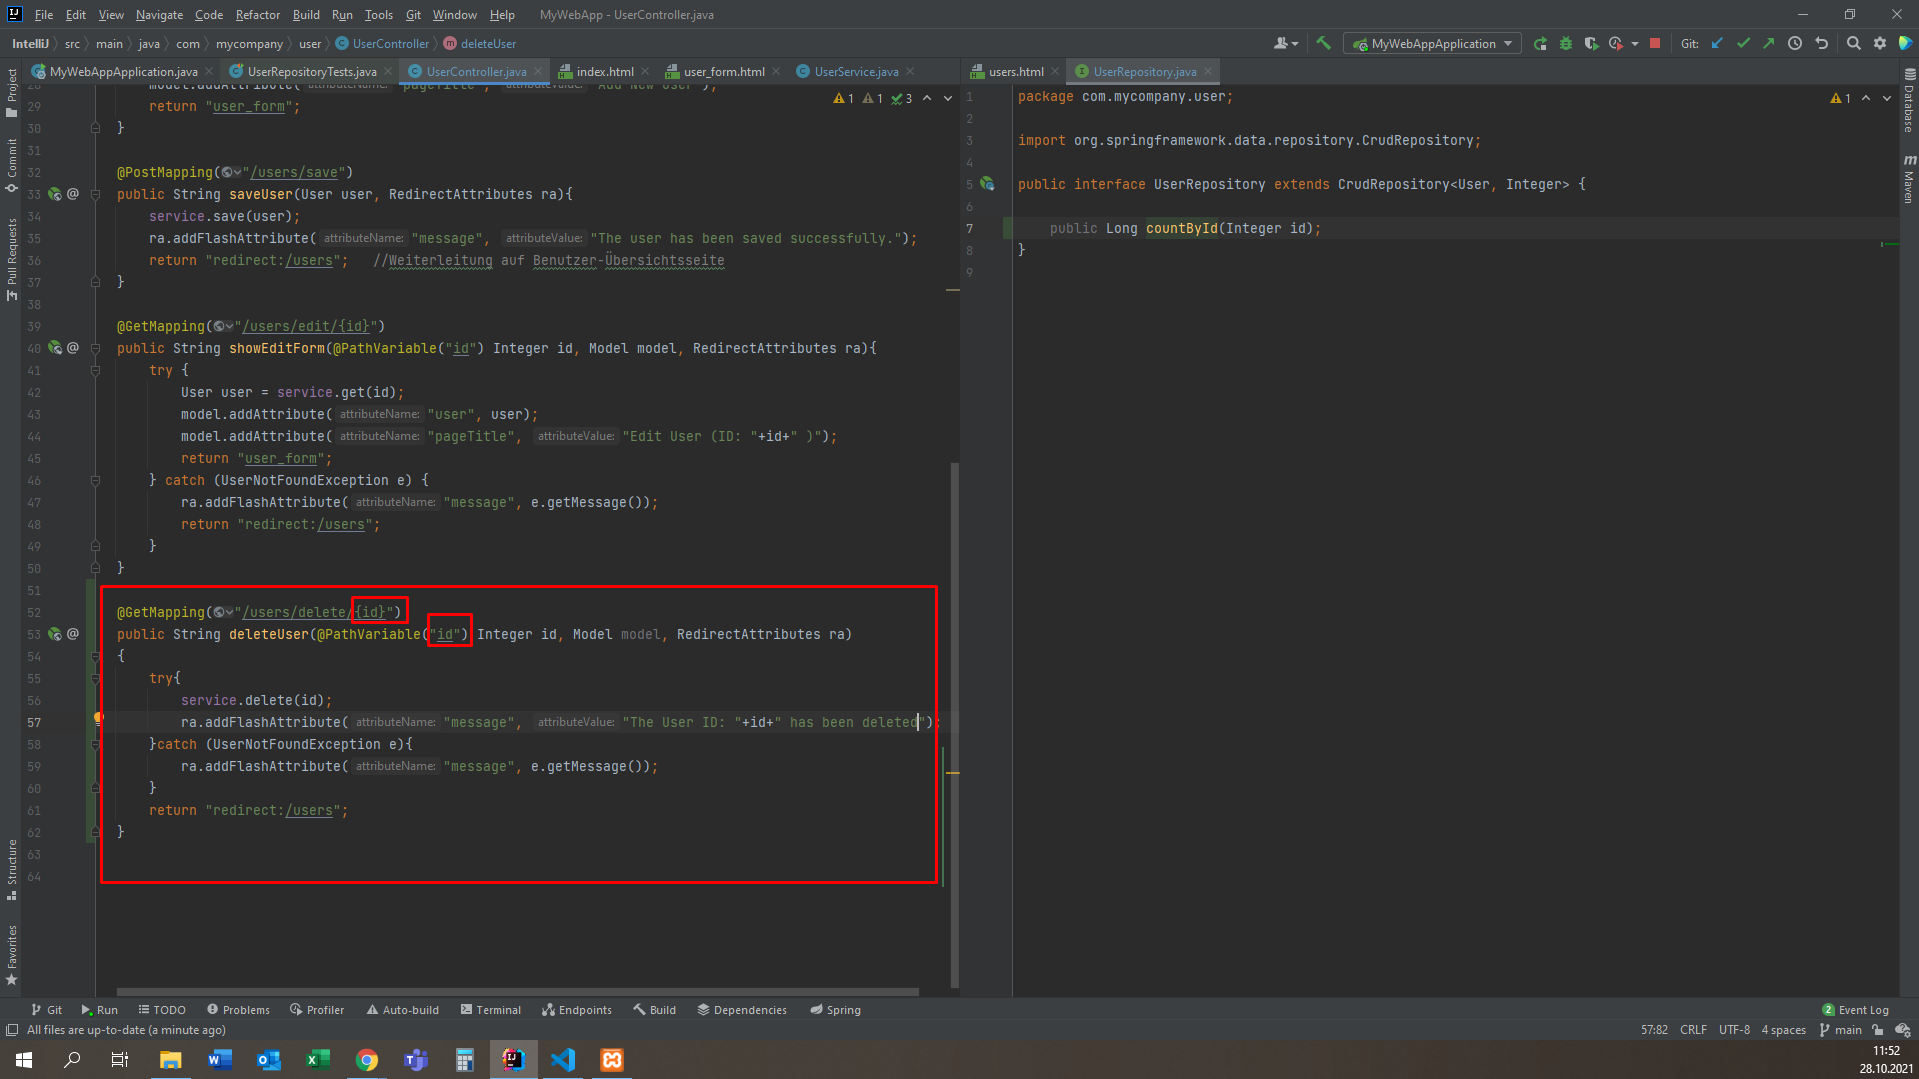 File Edit View Navigate Code Refactor Build Run Tools Git Window Help MyWebApp - UserController.java
IntelliJ src main java com mycompany user UserController deleteUser MyWebAppApplication Git:
MyWebAppApplication.java UserRepositoryTests.java UserController.java index.html user_form.html UserService.java users.html UserRepository.java
Project
Commit
Pull Requests
Structure
Favorites
28 model.addAttribute( attributeName: "pageTitle", attributeValue: "Add New User");
29 return "user_form";
30 }
31
32 @PostMapping("/users/save")
33 public String saveUser(User user, RedirectAttributes ra){
34 service.save(user);
35 ra.addFlashAttribute( attributeName: "message", attributeValue: "The user has been saved successfully.");
36 return "redirect:/users"; //Weiterleitung auf Benutzer-Übersichtsseite
37 }
38
39 @GetMapping("/users/edit/{id}")
40 public String showEditForm(@PathVariable("id") Integer id, Model model, RedirectAttributes ra){
41 try {
42 User user = service.get(id);
43 model.addAttribute( attributeName: "user", user);
44 model.addAttribute( attributeName: "pageTitle", attributeValue: "Edit User (ID: "+id+" )");
45 return "user_form";
46 } catch (UserNotFoundException e) {
47 ra.addFlashAttribute( attributeName: "message", e.getMessage());
48 return "redirect:/users";
49 }
50 }
51
52 @GetMapping("/users/delete/{id}")
53 public String deleteUser(@PathVariable("id") Integer id, Model model, RedirectAttributes ra)
54 {
55 try{
56 service.delete(id);
57 ra.addFlashAttribute( attributeName: "message", attributeValue: "The User ID: "+id+" has been deleted");
58 }catch (UserNotFoundException e){
59 ra.addFlashAttribute( attributeName: "message", e.getMessage());
60 }
61 return "redirect:/users";
62 }
63
64
1 1 3
1 package com.mycompany.user;
2
3 import org.springframework.data.repository.CrudRepository;
4
5 public interface UserRepository extends CrudRepository<User, Integer> {
6
7 public Long countById(Integer id);
8 }
9
1
Database
Maven
Git Run TODO Problems Profiler Auto-build Terminal Endpoints Build Dependencies Spring 2 Event Log
All files are up-to-date (a minute ago) 57:82 CRLF UTF-8 4 spaces main
11:52
28.10.2021